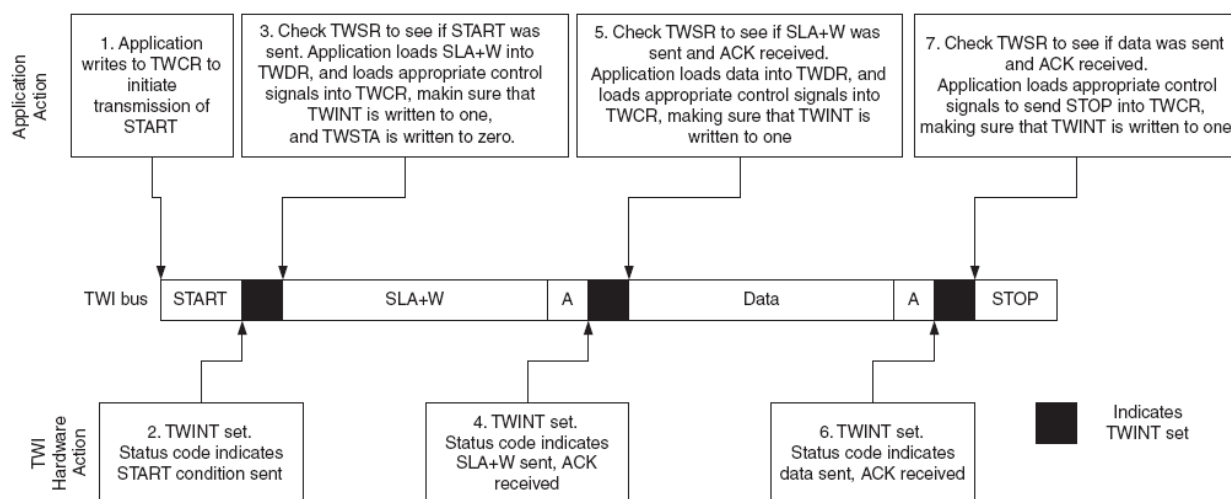 Application
Action
1. Application
writes to TWCR to
initiate
transmission of
START
3. Check TWSR to see if START was
sent. Application loads SLA+W into
TWDR, and loads appropriate control
signals into TWCR, makin sure that
TWINT is written to one,
and TWSTA is written to zero.
5. Check TWSR to see if SLA+W was
sent and ACK received.
Application loads data into TWDR, and
loads appropriate control signals into
TWCR, making sure that TWINT is
written to one
7. Check TWSR to see if data was sent
and ACK received.
Application loads appropriate control
signals to send STOP into TWCR,
making sure that TWINT is written to one
TWI bus
START
SLA+W
A
Data
A
STOP
TWI
Hardware
Action
2. TWINT set.
Status code indicates
START condition sent
4. TWINT set.
Status code indicates
SLA+W sent, ACK
received
6. TWINT set.
Status code indicates
data sent, ACK received
Indicates
TWINT set